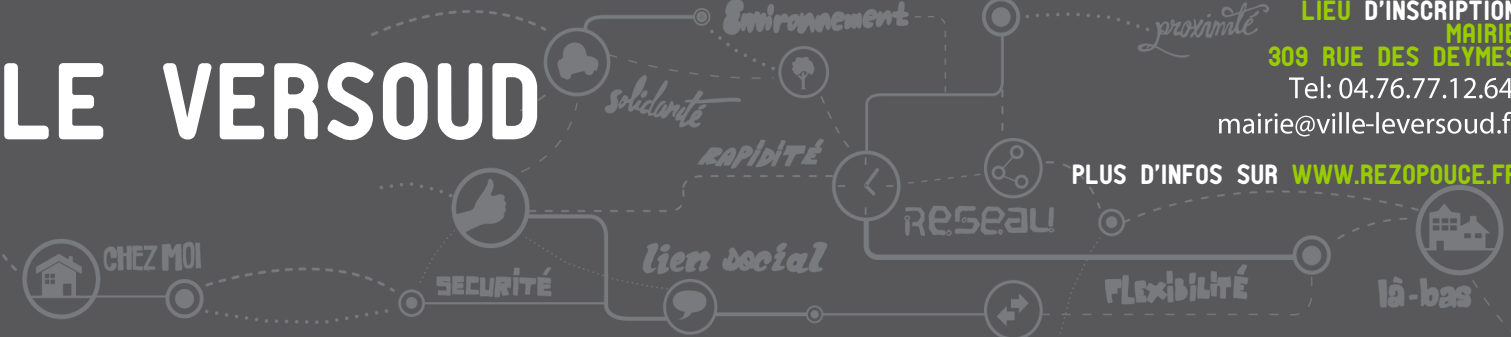 LE VERSOUD
Environnement
proximité
LIEU D'INSCRIPTION
MAIRIE
309 RUE DES DEYMES
Tel: 04.76.77.12.64
mairie@ville-leversoud.f
solidarité
RAPIDITÉ
PLUS D'INFOS SUR WWW.REZOPOUCE.FR
RESEAU
CHEZ MOI
lien social
SECURITÉ
FLEXIBILITÉ
là-bas